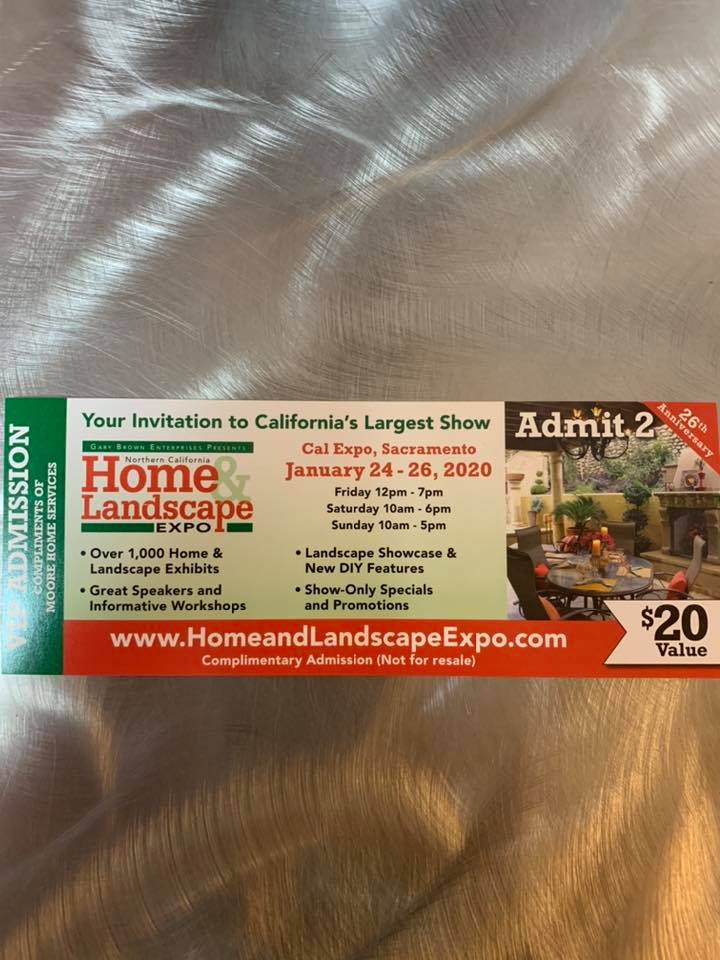 VIP ADMISSION
COMPLIMENTS OF
MOORE HOME SERVICES
Your Invitation to California's Largest Show
GARY BROWN ENTERPRISES PRESENTS
Northern California
Home &
Landscape
EXPO
Cal Expo, Sacramento
January 24 - 26, 2020
Friday 12pm - 7pm
Saturday 10am - 6pm
Sunday 10am - 5pm
• Over 1,000 Home &
Landscape Exhibits
• Great Speakers and
Informative Workshops
• Landscape Showcase &
New DIY Features
• Show-Only Specials
and Promotions
Admit 2
26th
Anniversary
$20
Value
www.HomeandLandscapeExpo.com
Complimentary Admission (Not for resale)